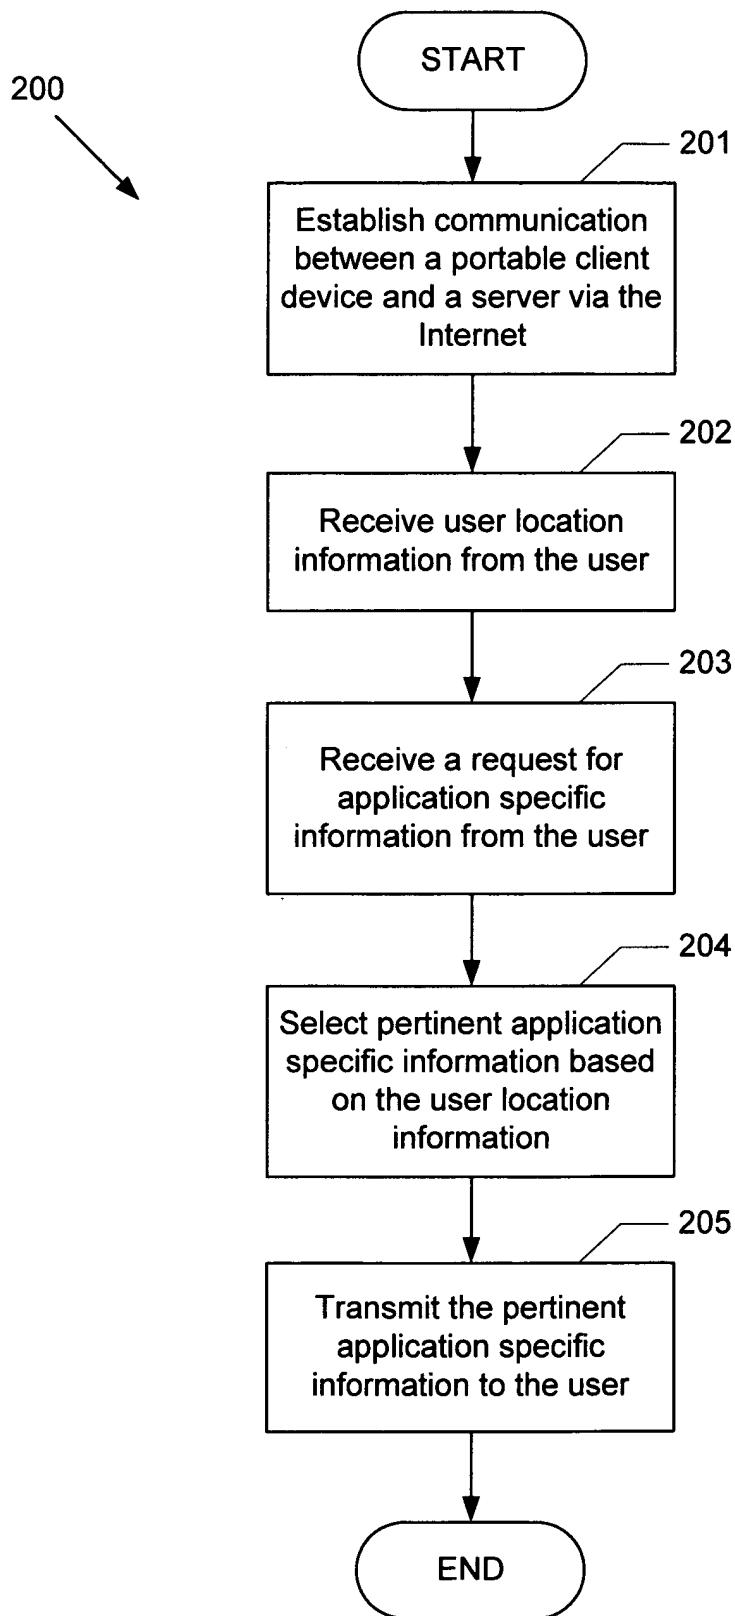 START
200
201
Establish communication
between a portable client
device and a server via the
Internet
202
Receive user location
information from the user
203
Receive a request for
application specific
information from the user
204
Select pertinent application
specific information based
on the user location
information
205
Transmit the pertinent
application specific
information to the user
END